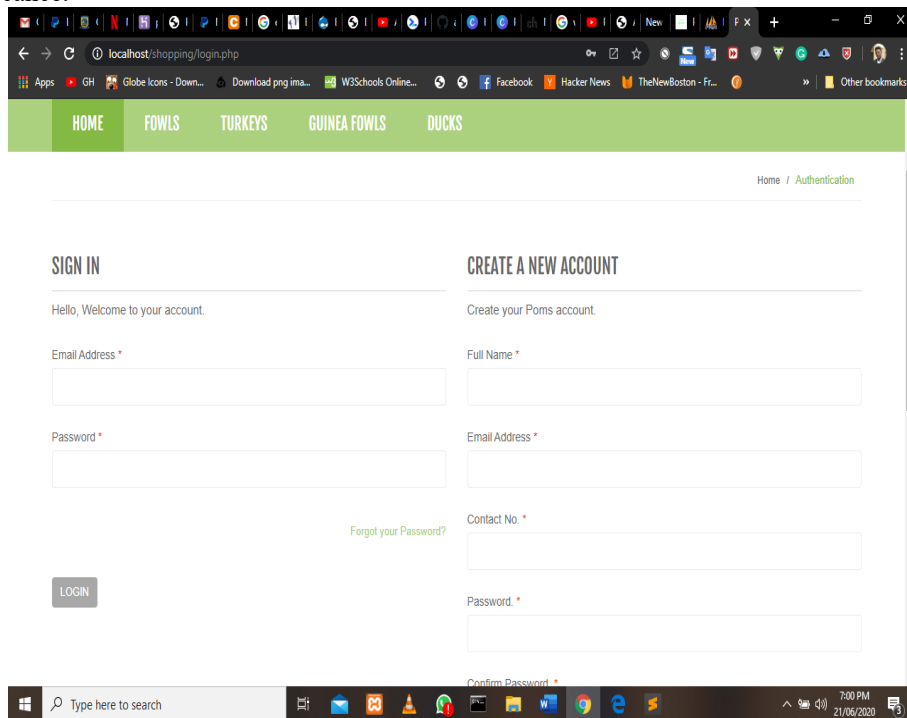 New
localhost/shopping/login.php
New
Apps GH Globe Icons - Down... Download png ima... W3Schools Online... Facebook Hacker News TheNewBoston - Fr... » Other bookmarks
HOME FOWLS TURKEYS GUINEA FOWLS DUCKS
Home / Authentication
SIGN IN
Hello, Welcome to your account.
Email Address *
Password *
Forgot your Password?
LOGIN
CREATE A NEW ACCOUNT
Create your Poms account.
Full Name *
Email Address *
Contact No. *
Password. *
Confirm Password. *
Type here to search
7:00 PM
21/06/2020
3